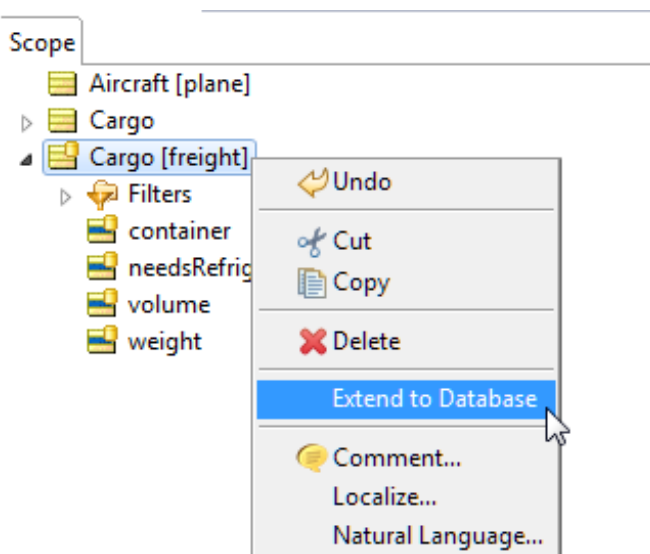 Scope
Aircraft [plane]
Cargo
Cargo [freight]
Filters
container
needsRefrig
volume
weight
Undo
Cut
Copy
Delete
Extend to Database
Comment...
Localize...
Natural Language...